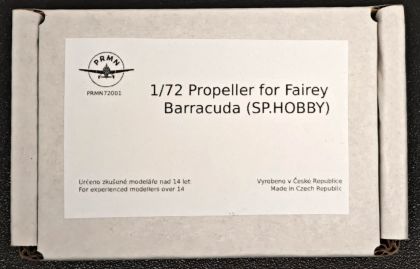 PRMN
PRMN72001
1/72 Propeller for Fairey
Barracuda (SP.HOBBY)
Určeno zkušené modeláře nad 14 let
For experienced modellers over 14
Vyrobeno v České Republice
Made in Czech Republic